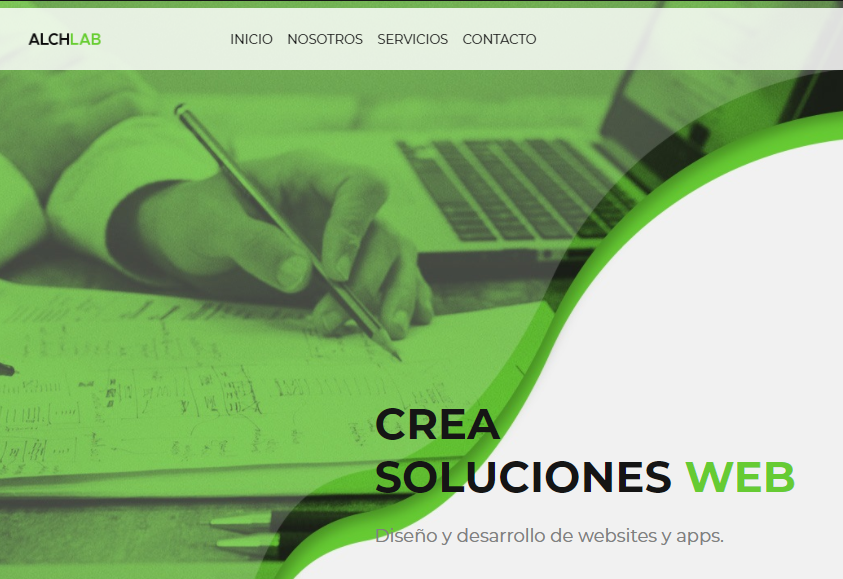 ALCHLAB
INICIO NOSOTROS SERVICIOS CONTACTO
CREA
SOLUCIONES WEB
Diseño y desarrollo de websites y apps.